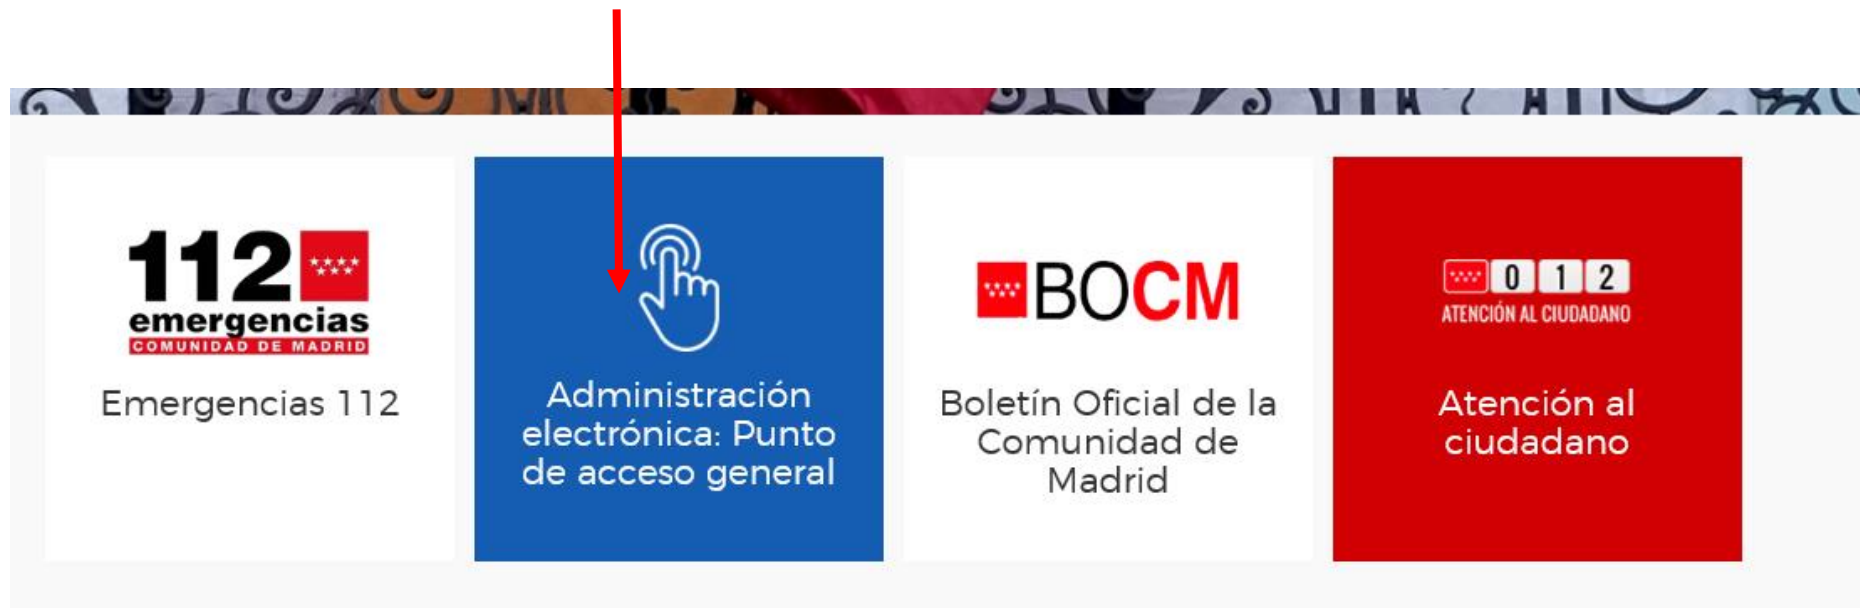 112
emergencias
COMUNIDAD DE MADRID
Emergencias 112
Administración
electrónica: Punto
de acceso general
BOCM
Boletín Oficial de la
Comunidad de
Madrid
0 1 2
ATENCIÓN AL CIUDADANO
Atención al
ciudadano